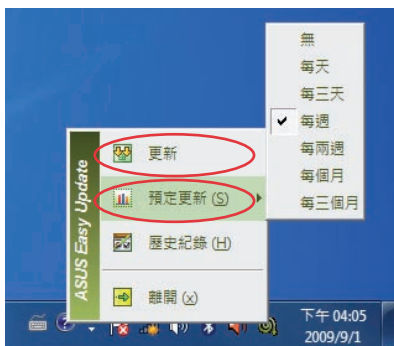 無
每天
每三天
每週
每兩週
每個月
每三個月
ASUS Easy Update
更新
預定更新 (S)
歷史紀錄 (H)
離開 (x)
下午 04:05
2009/9/1